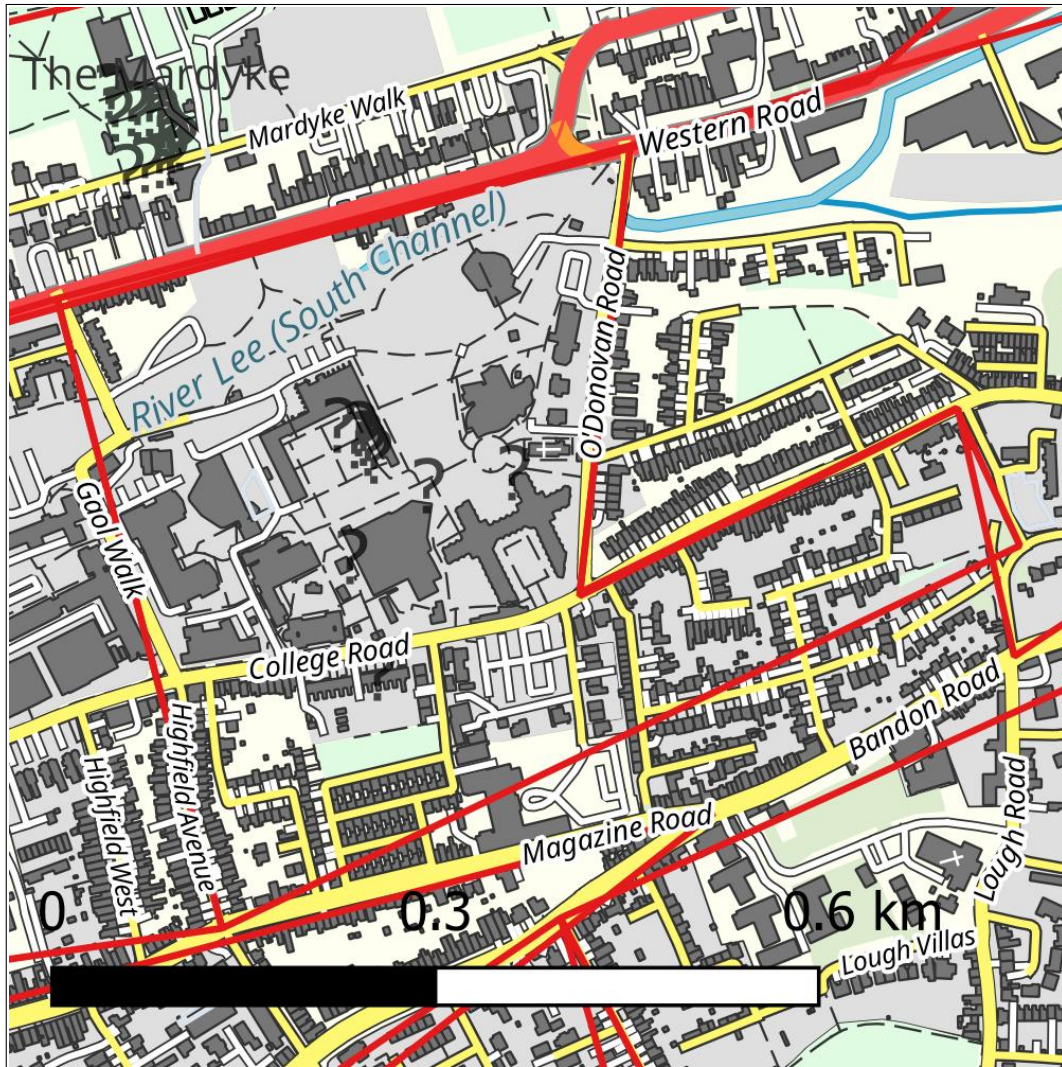 The Mardyke
Mardyke Walk
Western Road
River Lee (South Channel)
O'Donovan Road
Gaol Walk
College Road
Highfield Avenue
Highfield West
Bandon Road
Magazine Road
Lough Road
Lough Villas
0
0.3
0.6 km
?
?
?
?